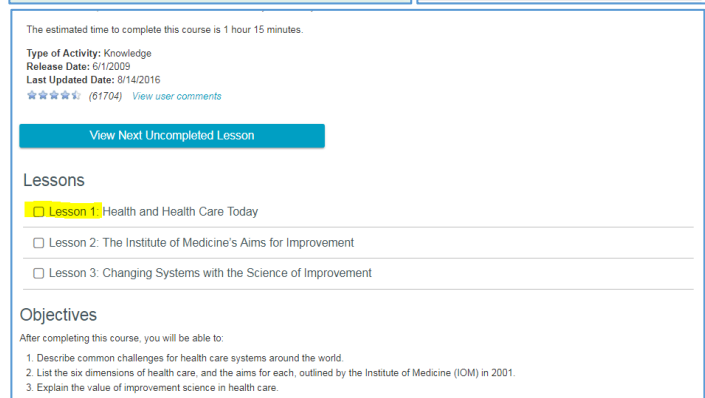 The estimated time to complete this course is 1 hour 15 minutes.
Type of Activity: Knowledge
Release Date: 6/1/2009
Last Updated Date: 8/14/2016
(61704) View user comments
View Next Uncompleted Lesson
Lessons
Lesson 1: Health and Health Care Today
Lesson 2: The Institute of Medicine's Aims for Improvement
Lesson 3: Changing Systems with the Science of Improvement
Objectives
After completing this course, you will be able to:
1. Describe common challenges for health care systems around the world.
2. List the six dimensions of health care, and the aims for each, outlined by the Institute of Medicine (IOM) in 2001.
3. Explain the value of improvement science in health care.